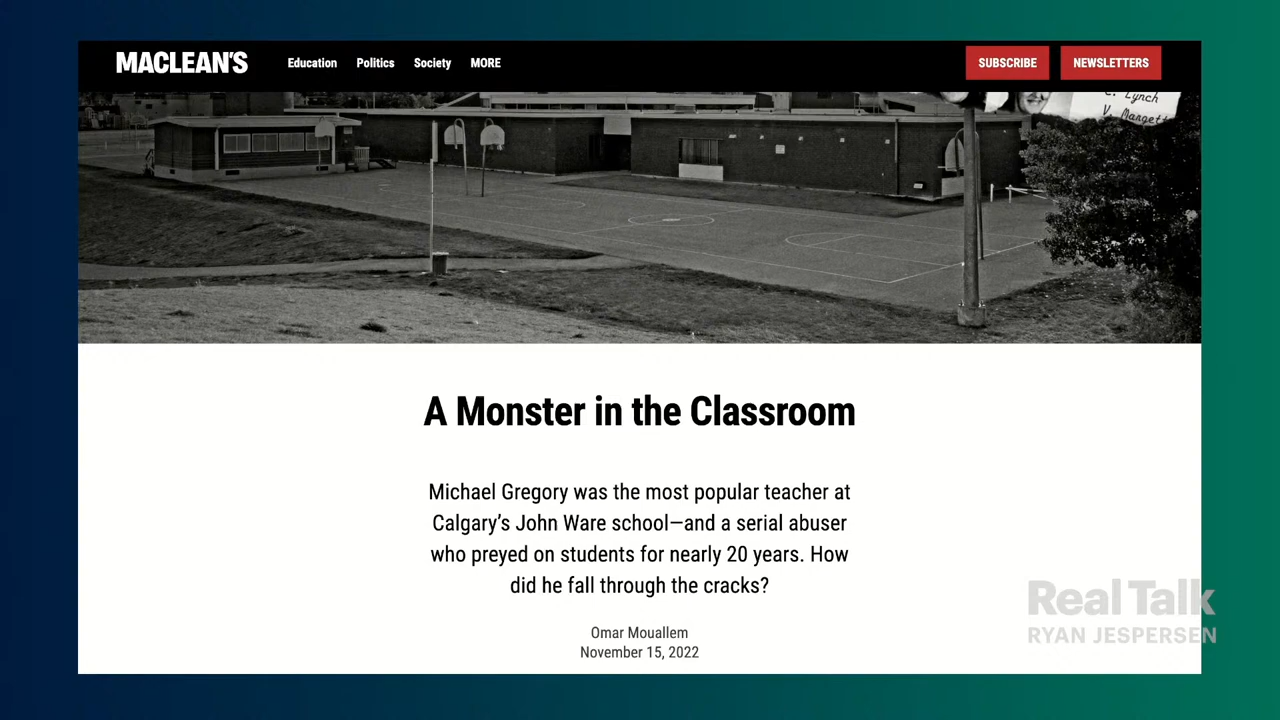 MACLEAN'S Education Politics Society MORE SUBSCRIBE NEWSLETTERS
C. Lynch
V. Mangett
A Monster in the Classroom
Michael Gregory was the most popular teacher at
Calgary's John Ware school—and a serial abuser
who preyed on students for nearly 20 years. How
did he fall through the cracks?
Omar Mouallem
November 15, 2022
Real Talk
RYAN JESPERSEN